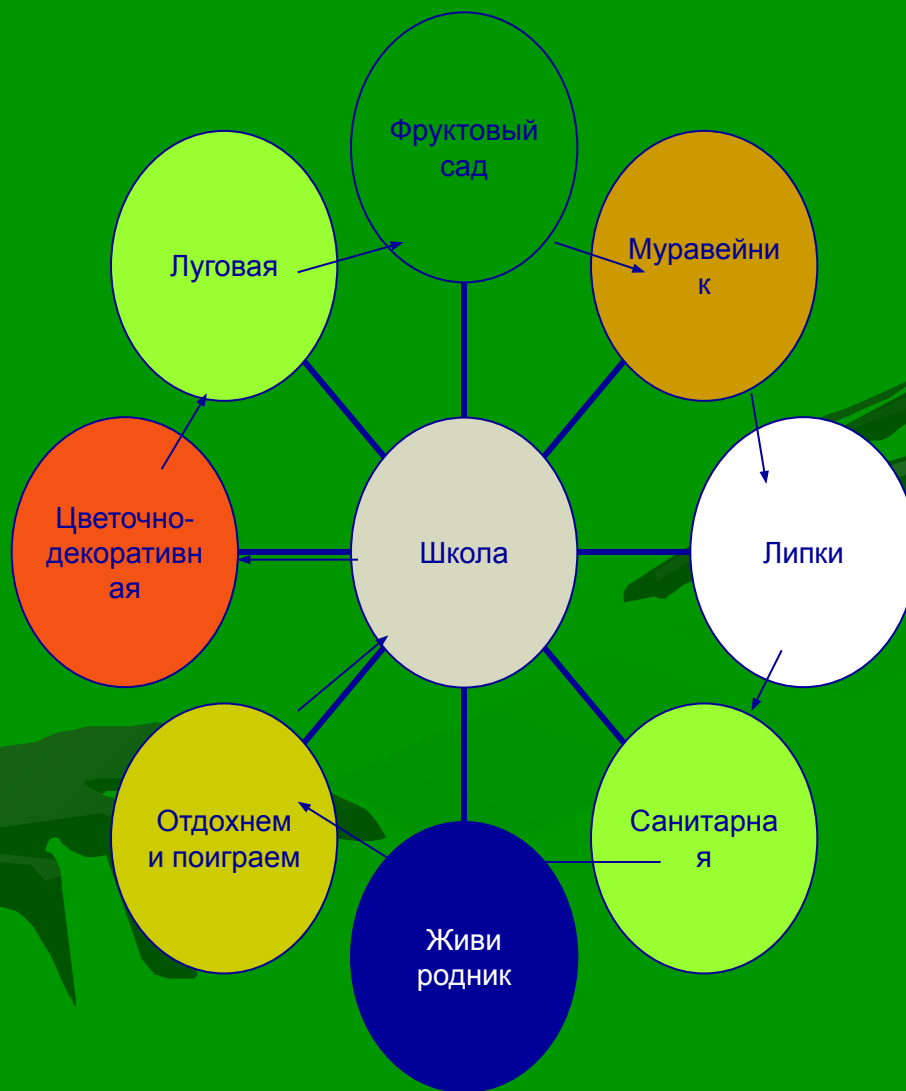 Фруктовый
сад
Луговая
Муравейни
к
Цветочно-
декоративн
ая
Школа
Липки
Отдохнем
и поиграем
Санитарна
я
Живи
родник